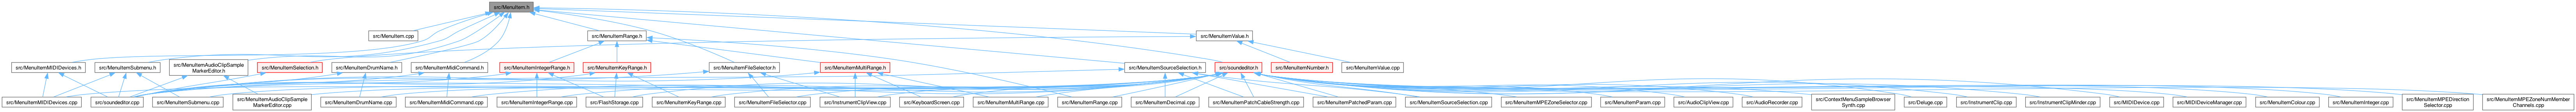 src/MenuItem.h
src/MenuItem.cpp
src/MenuItemRange.h
src/MenuItemValue.h
src/MenuItemMIDIDevices.h
src/MenuItemSubmenu.h
src/MenuItemAudioClipSample
MarkerEditor.h
src/MenuItemSelection.h
src/MenuItemDrumName.h
src/MenuItemMidiCommand.h
src/MenuItemIntegerRange.h
src/MenuItemKeyRange.h
src/MenuItemFileSelector.h
src/MenuItemMultiRange.h
src/MenuItemSourceSelection.h
src/soundeditor.h
src/MenuItemNumber.h
src/MenuItemValue.cpp
src/MenuItemMIDIDevices.cpp
src/soundeditor.cpp
src/MenuItemSubmenu.cpp
src/MenuItemAudioClipSample
MarkerEditor.cpp
src/MenuItemDrumName.cpp
src/MenuItemMidiCommand.cpp
src/MenuItemIntegerRange.cpp
src/FlashStorage.cpp
src/MenuItemKeyRange.cpp
src/MenuItemFileSelector.cpp
src/InstrumentClipView.cpp
src/KeyboardScreen.cpp
src/MenuItemMultiRange.cpp
src/MenuItemRange.cpp
src/MenuItemDecimal.cpp
src/MenuItemPatchCableStrength.cpp
src/MenuItemPatchedParam.cpp
src/MenuItemSourceSelection.cpp
src/MenuItemMPEZoneSelector.cpp
src/MenuItemParam.cpp
src/AudioClipView.cpp
src/AudioRecorder.cpp
src/ContextMenuSampleBrowser
Synth.cpp
src/Deluge.cpp
src/InstrumentClip.cpp
src/InstrumentClipMinder.cpp
src/MIDIDevice.cpp
src/MIDIDeviceManager.cpp
src/MenuItemColour.cpp
src/MenuItemInteger.cpp
src/MenuItemMPEDirection
Selector.cpp
src/MenuItemMPEZoneNumMember
Channels.cpp